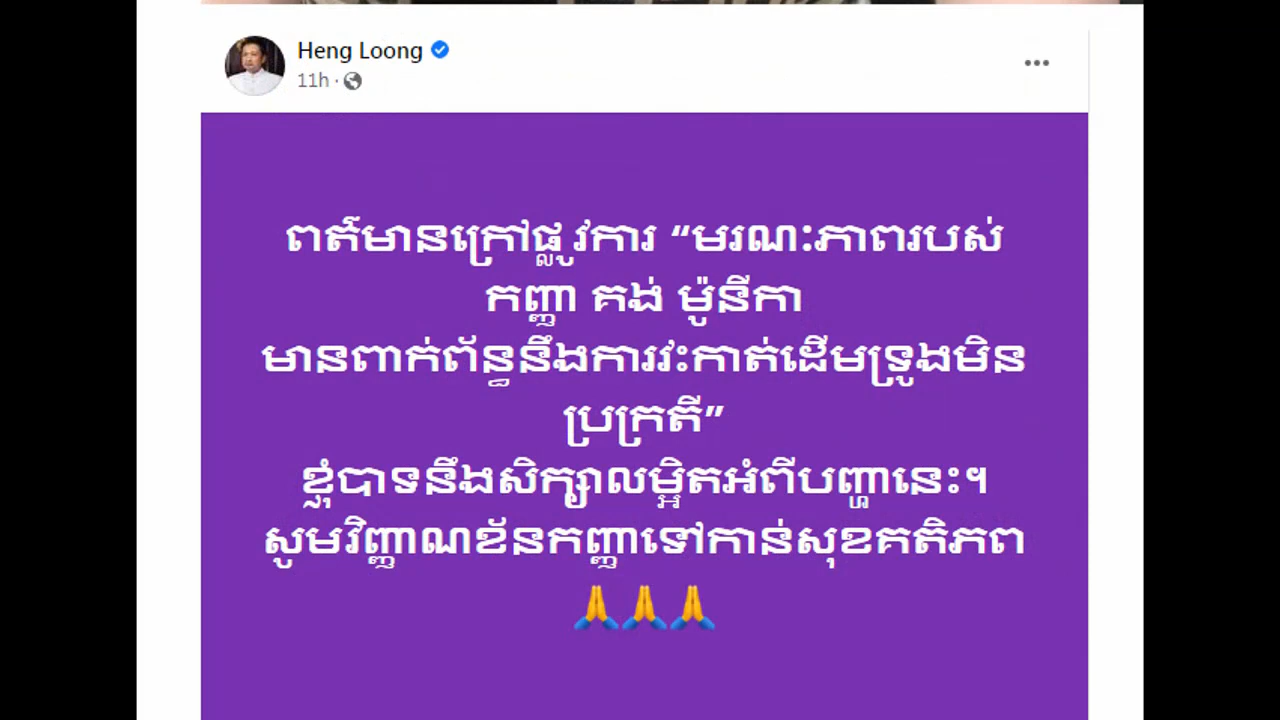 Heng Loong
11h ·
ពត៌មានក្រៅផ្លូវការ “មរណៈភាពរបស់
កញ្ញា គង់ ម៉ូនីកា
មានពាក់ព័ន្ធនឹងការវះកាត់ដើមទ្រូងមិន
ប្រក្រតី”
ខ្ញុំបាទនឹងសិក្សាលម្អិតអំពីបញ្ហានេះ។
សូមវិញ្ញាណខ័នកញ្ញាទៅកាន់សុខគតិភព
🙏🙏🙏